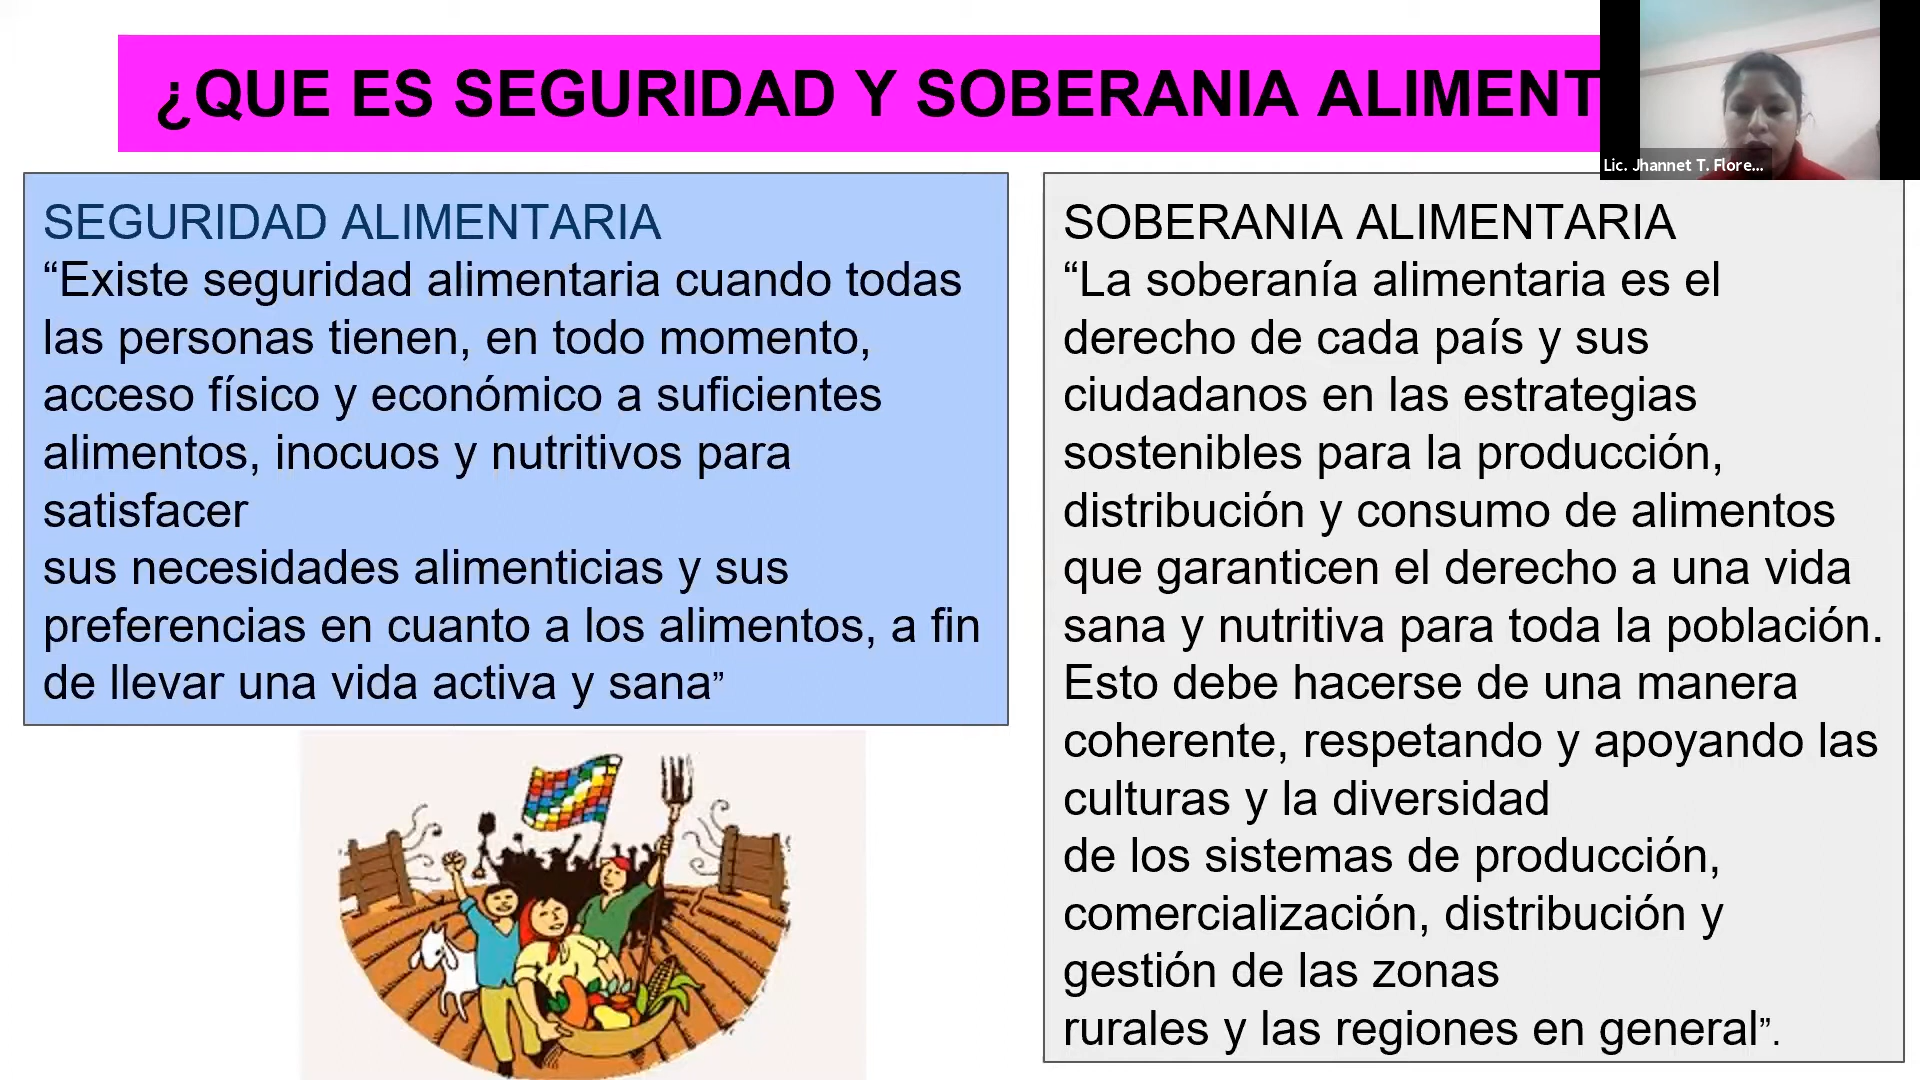 ¿QUE ES SEGURIDAD Y SOBERANIA ALIMENT
Lic. Jhannet T. Flore...
SEGURIDAD ALIMENTARIA
“Existe seguridad alimentaria cuando todas
las personas tienen, en todo momento,
acceso físico y económico a suficientes
alimentos, inocuos y nutritivos para
satisfacer
sus necesidades alimenticias y sus
preferencias en cuanto a los alimentos, a fin
de llevar una vida activa y sana”
SOBERANIA ALIMENTARIA
“La soberanía alimentaria es el
derecho de cada país y sus
ciudadanos en las estrategias
sostenibles para la producción,
distribución y consumo de alimentos
que garanticen el derecho a una vida
sana y nutritiva para toda la población.
Esto debe hacerse de una manera
coherente, respetando y apoyando las
culturas y la diversidad
de los sistemas de producción,
comercialización, distribución y
gestión de las zonas
rurales y las regiones en general”.